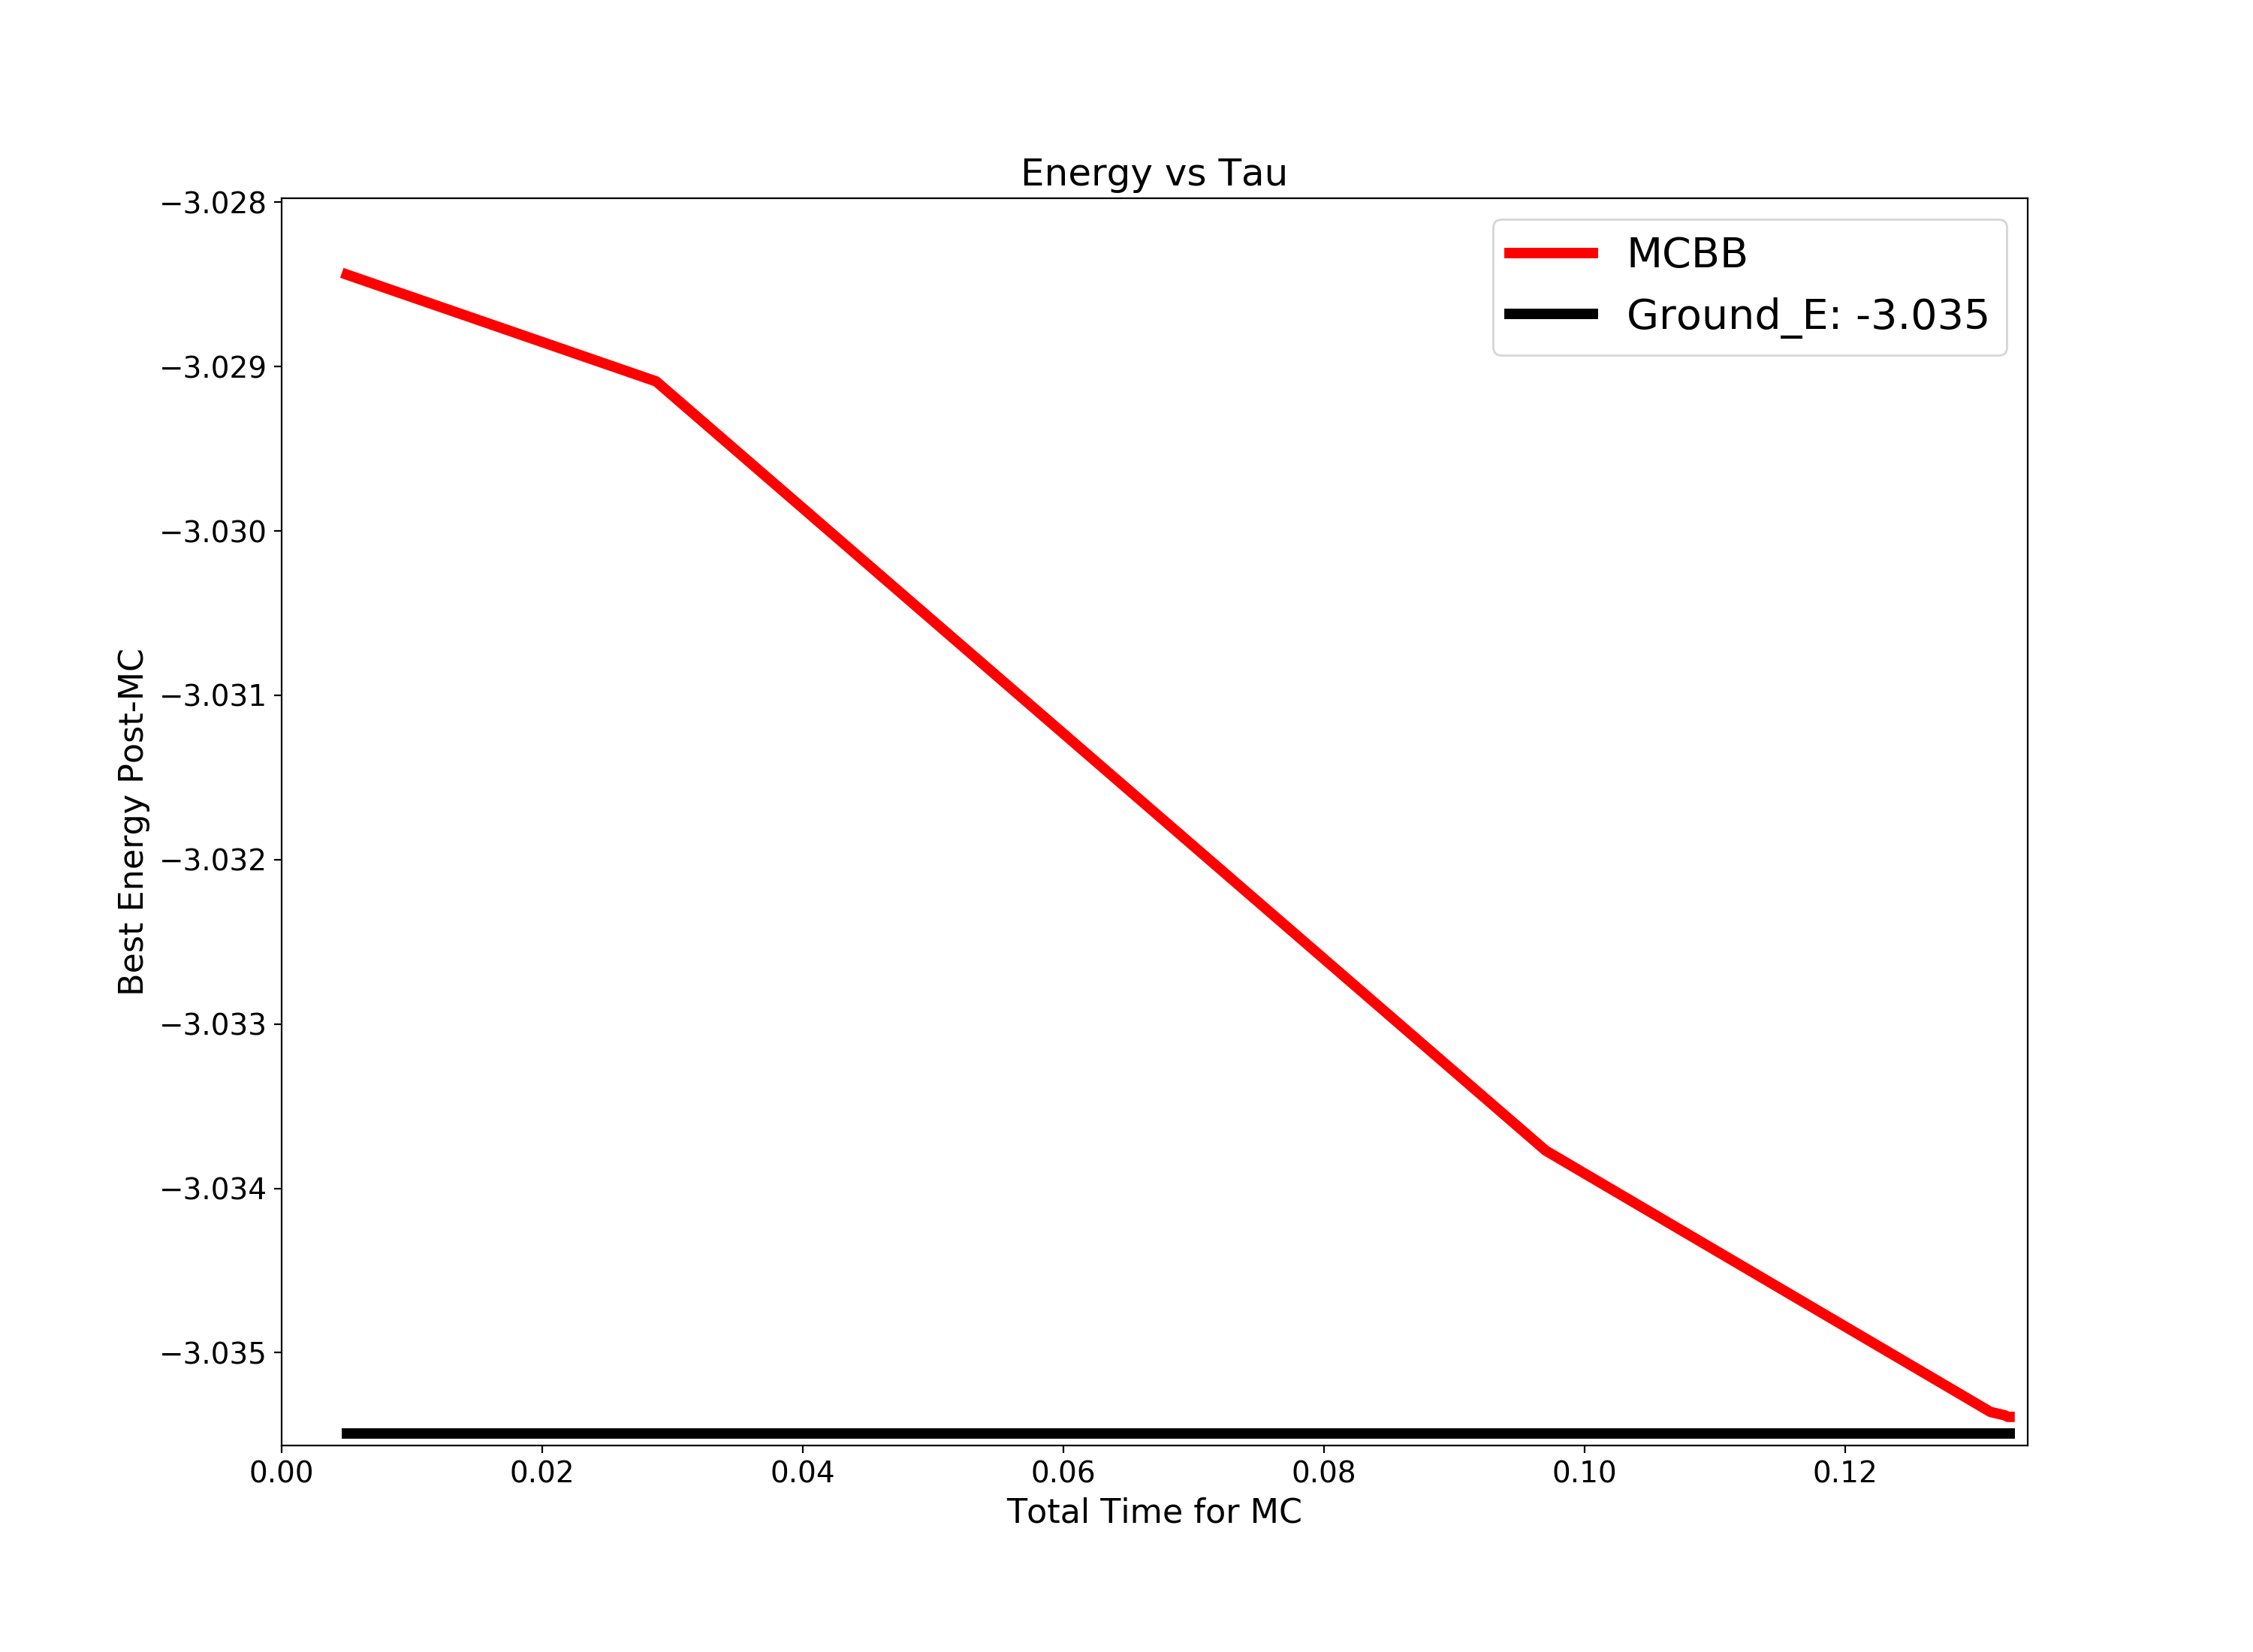 Energy vs Tau
MCBB
Ground_E: -3.035
Best Energy Post-MC
−3.028
−3.029
−3.030
−3.031
−3.032
−3.033
−3.034
−3.035
0.00 0.02 0.04 0.06 0.08 0.10 0.12
Total Time for MC